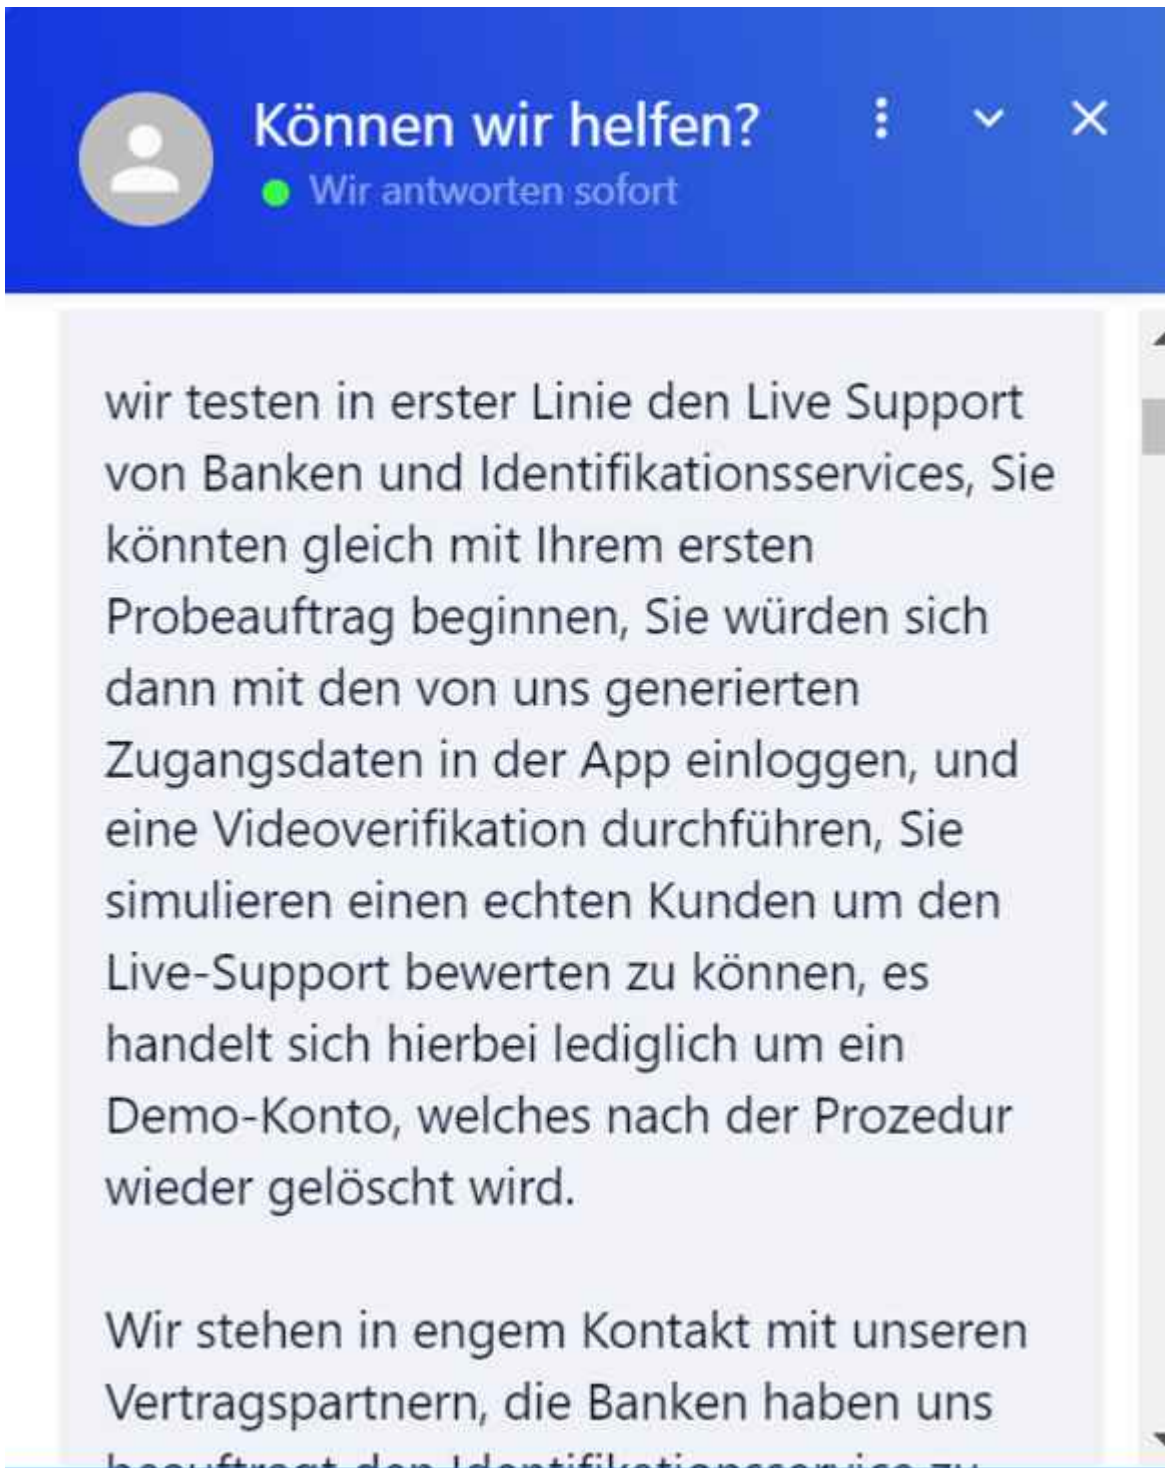 Können wir helfen?
Wir antworten sofort
wir testen in erster Linie den Live Support
von Banken und Identifikationsservices, Sie
könnten gleich mit Ihrem ersten
Probeauftrag beginnen, Sie würden sich
dann mit den von uns generierten
Zugangsdaten in der App einloggen, und
eine Videoverifikation durchführen, Sie
simulieren einen echten Kunden um den
Live-Support bewerten zu können, es
handelt sich hierbei lediglich um ein
Demo-Konto, welches nach der Prozedur
wieder gelöscht wird.
Wir stehen in engem Kontakt mit unseren
Vertragspartnern, die Banken haben uns
beauftragt den Identifikationsservice zu